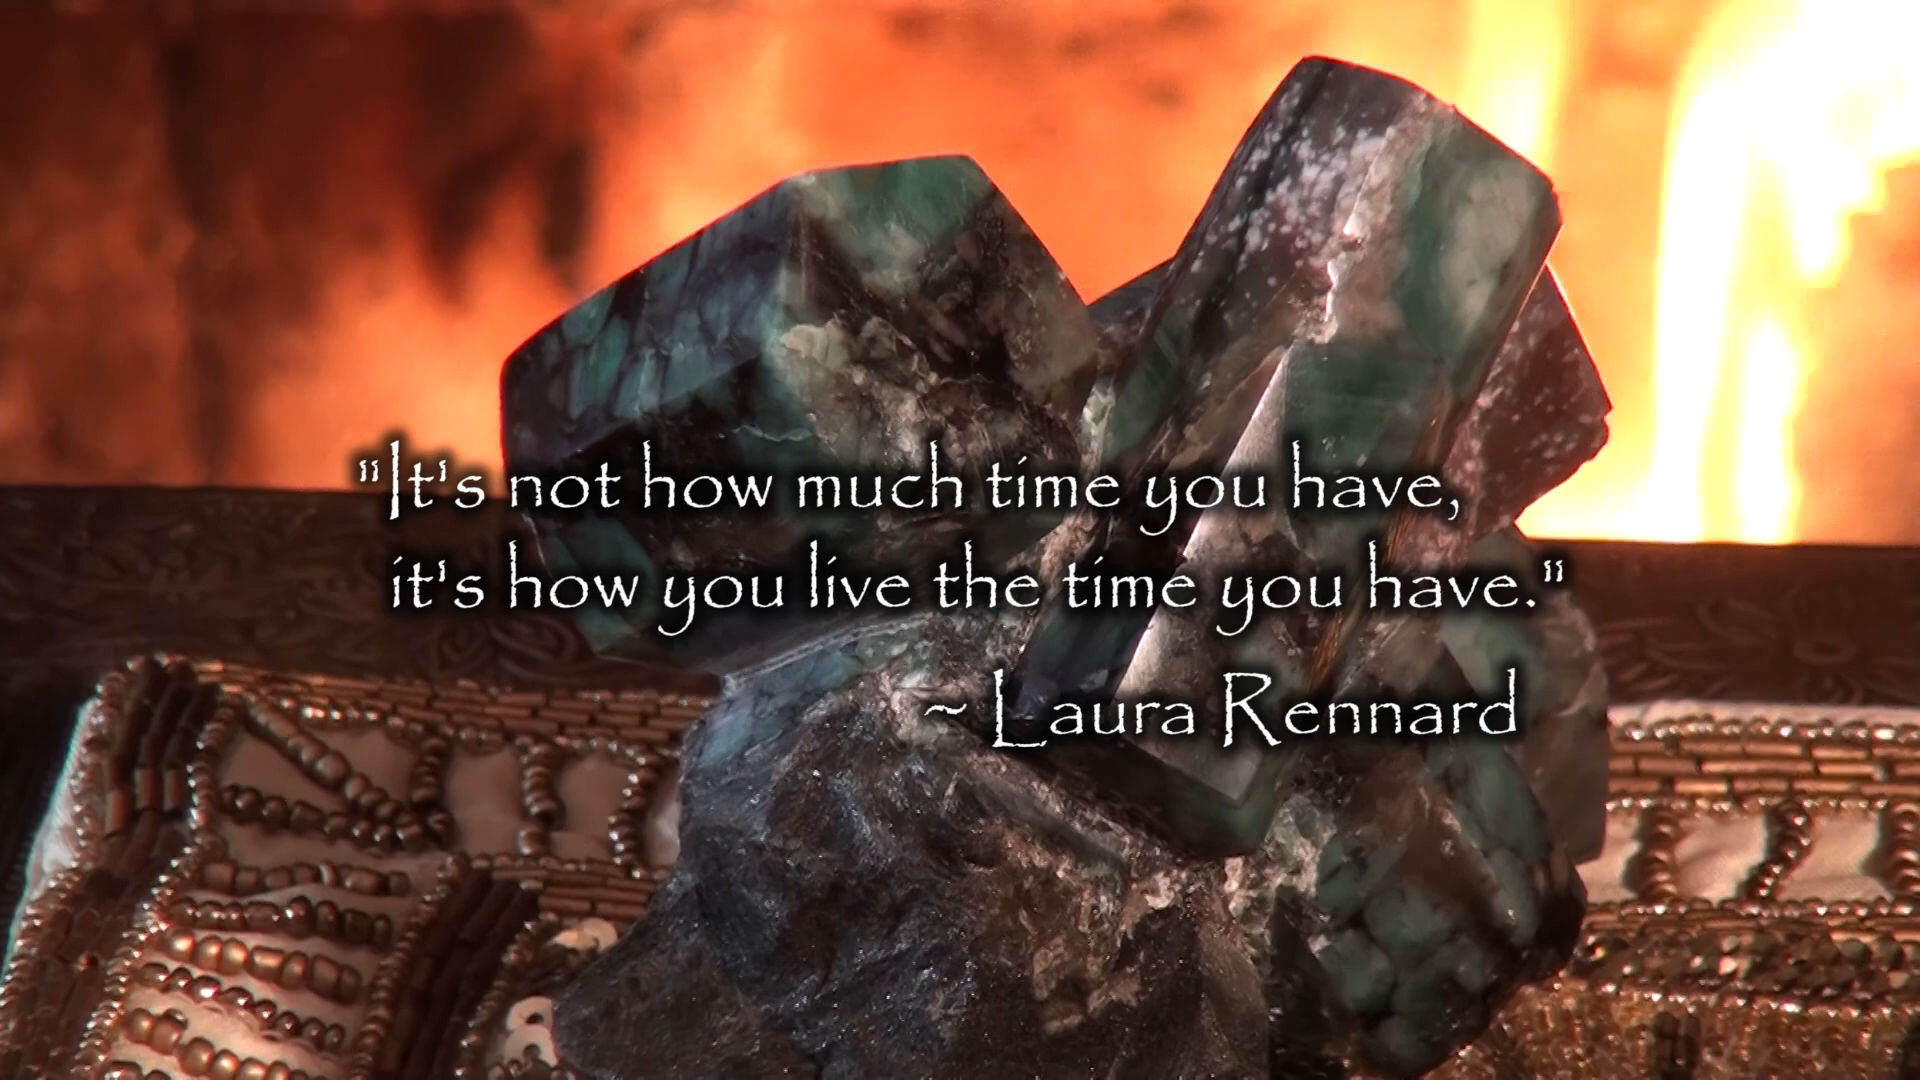 "It's not how much time you have,
it's how you live the time you have."
~ Laura Rennard